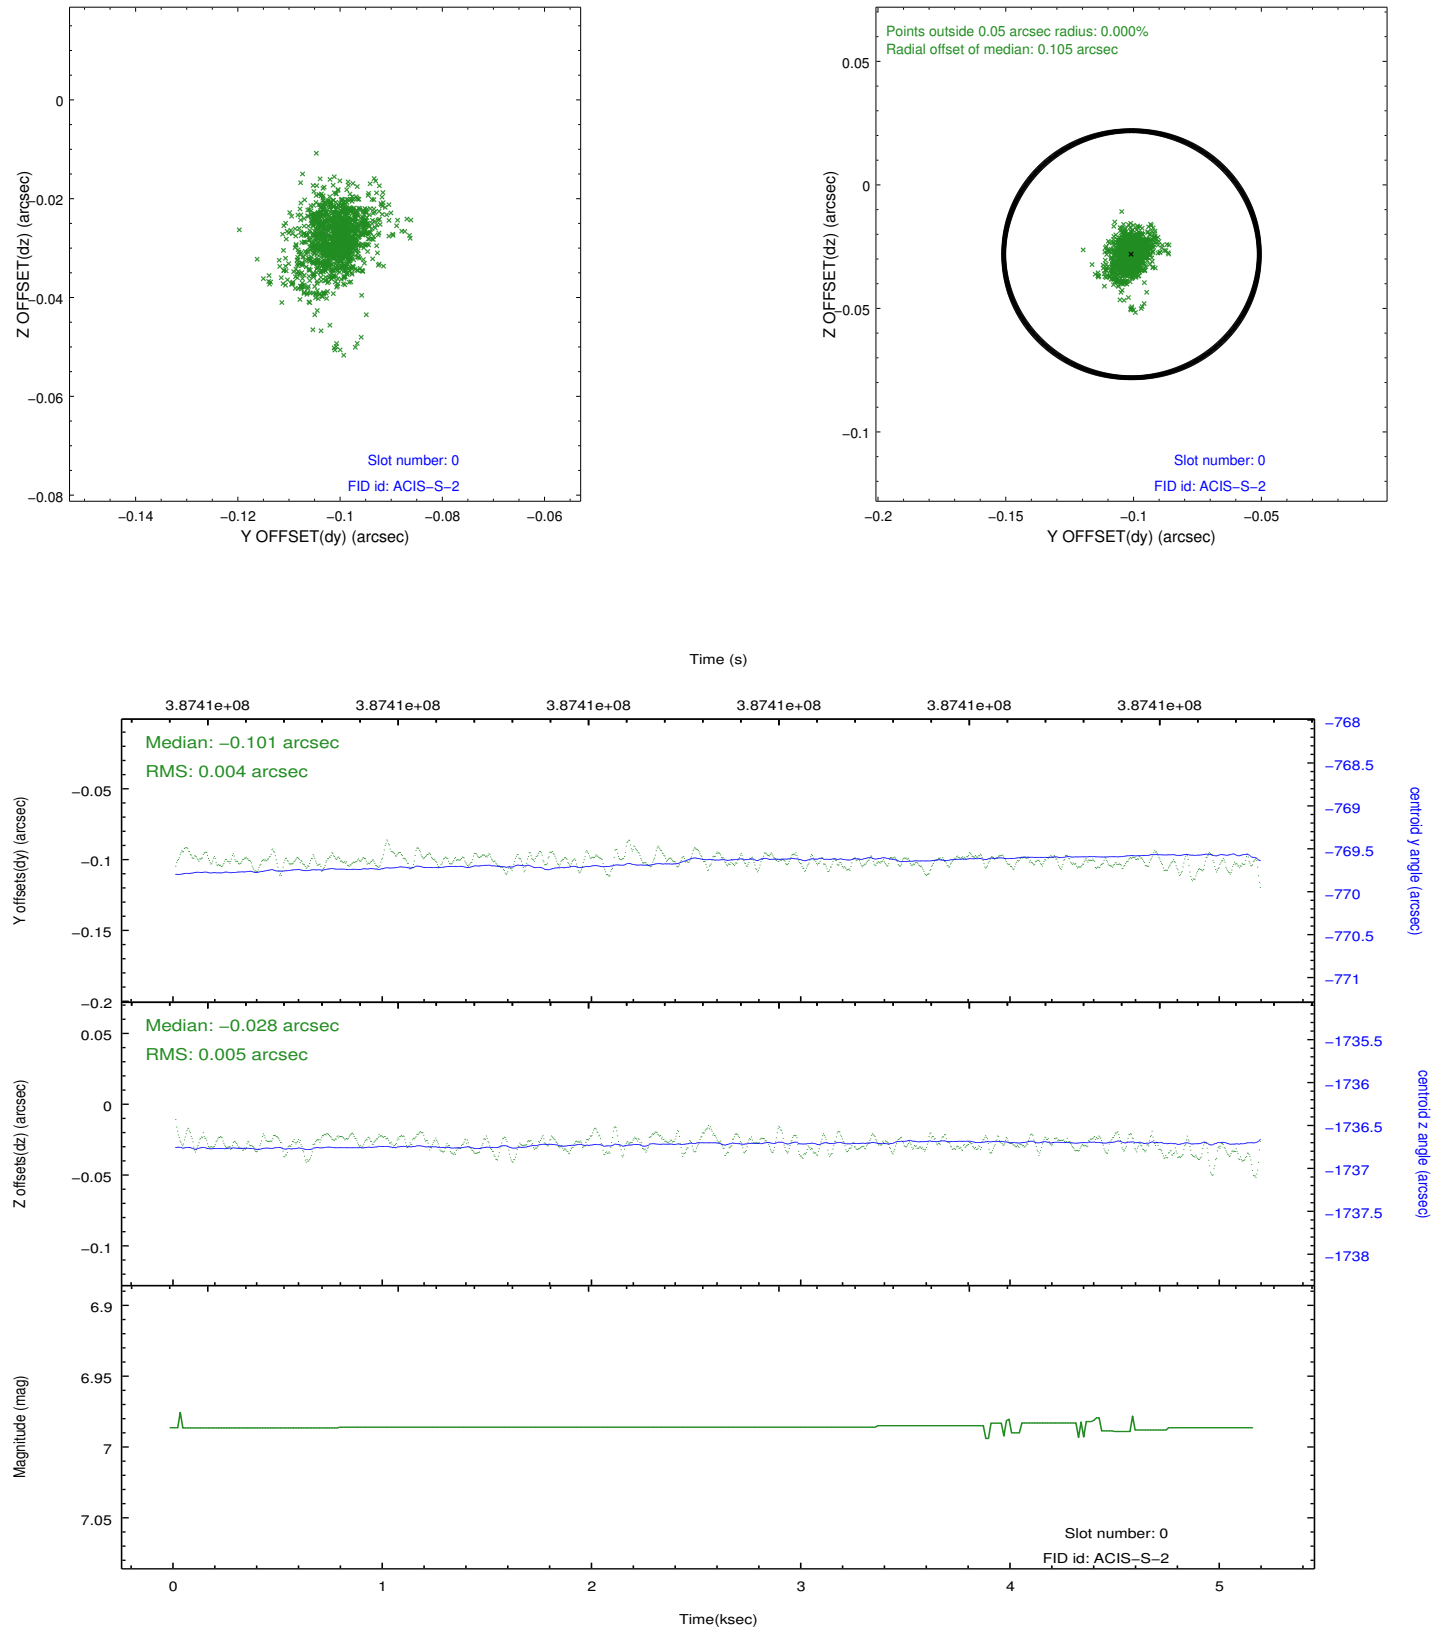 0
−0.02
−0.04
−0.06
−0.08
Z OFFSET(dz) (arcsec)
Slot number: 0
FID id: ACIS−S−2
−0.14
−0.12
−0.1
−0.08
−0.06
Y OFFSET(dy) (arcsec)
Points outside 0.05 arcsec radius: 0.000%
Radial offset of median: 0.105 arcsec
0.05
0
−0.05
−0.1
Z OFFSET(dz) (arcsec)
Slot number: 0
FID id: ACIS−S−2
−0.2
−0.15
−0.1
−0.05
Y OFFSET(dy) (arcsec)
Time (s)
3.8741e+08
3.8741e+08
3.8741e+08
3.8741e+08
3.8741e+08
3.8741e+08
Median: −0.101 arcsec
RMS: 0.004 arcsec
−0.05
−0.1
−0.15
−0.2
Y offsets(dy) (arcsec)
−768
−768.5
−769
−769.5
−770
−770.5
−771
centroid y angle (arcsec)
Median: −0.028 arcsec
RMS: 0.005 arcsec
0.05
0
−0.05
−0.1
Z offsets(dz) (arcsec)
−1735.5
−1736
−1736.5
−1737
−1737.5
−1738
centroid z angle (arcsec)
6.9
6.95
7
7.05
Magnitude (mag)
Slot number: 0
FID id: ACIS−S−2
0
1
2
3
4
5
Time(ksec)